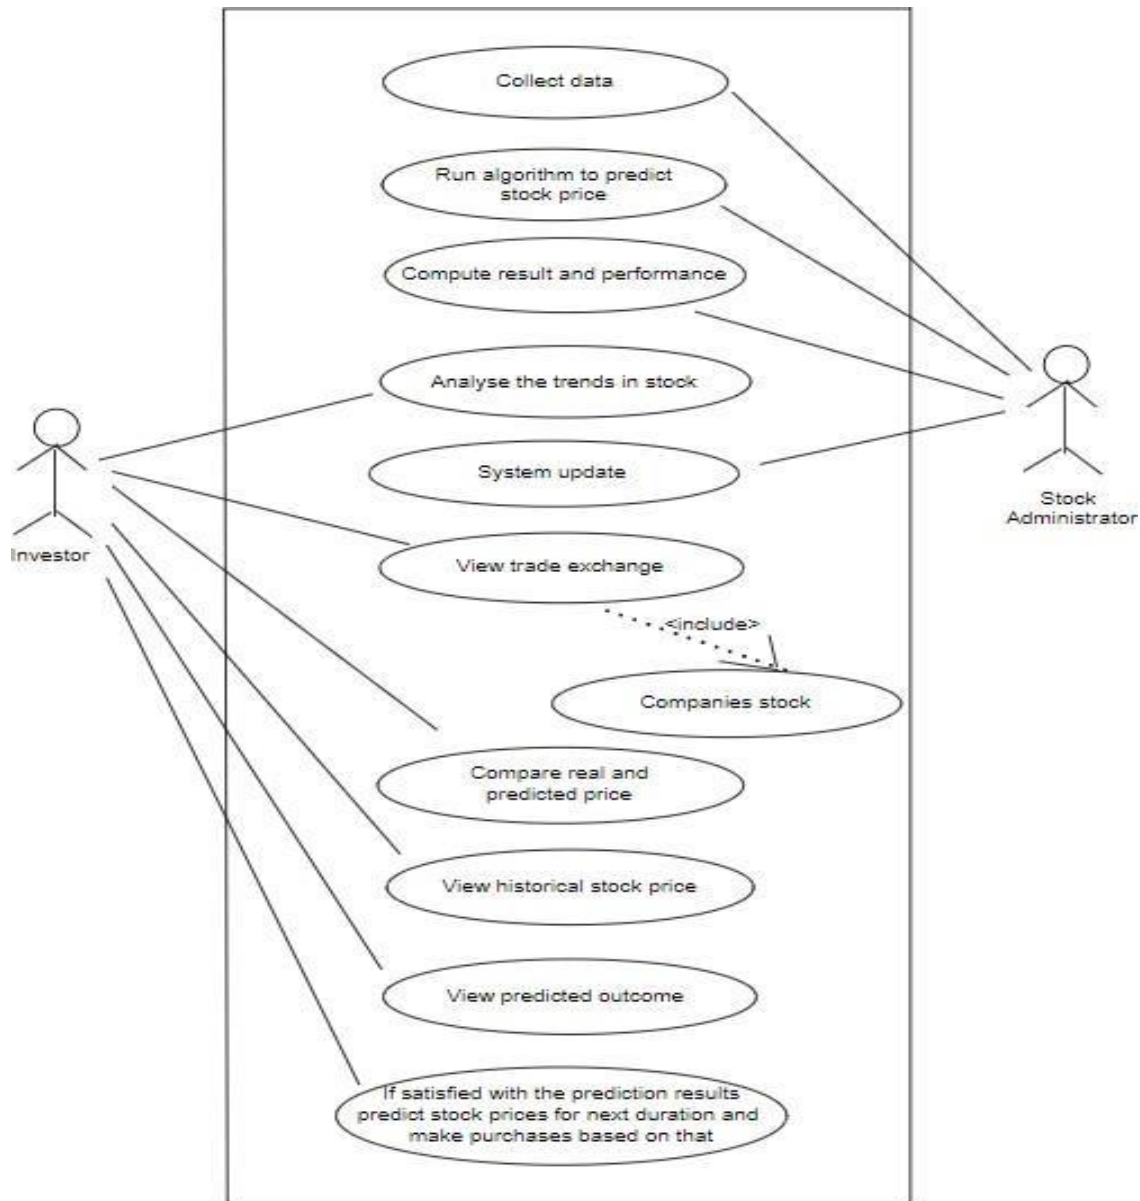 Collect data
Run algorithm to predict
stock price
Compute result and performance
Analyse the trends in stock
System update
Stock
Administrator
Investor
View trade exchange
<include>
Companies stock
Compare real and
predicted price
View historical stock price
View predicted outcome
If satisfied with the prediction results
predict stock prices for next duration and
make purchases based on that